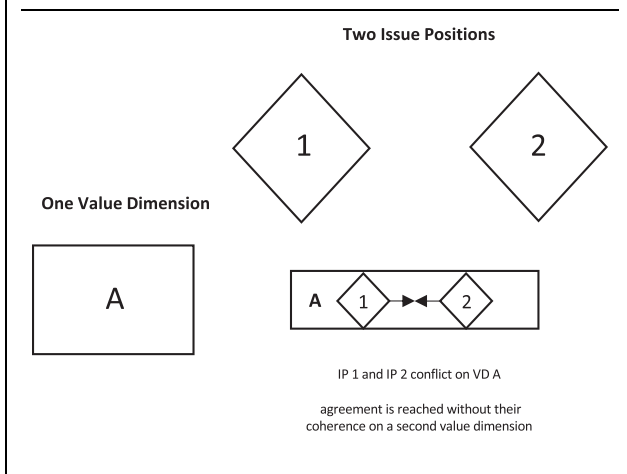 Two Issue Positions
1
2
One Value Dimension
A
A
1
2
IP 1 and IP 2 conflict on VD A
agreement is reached without their
coherence on a second value dimension